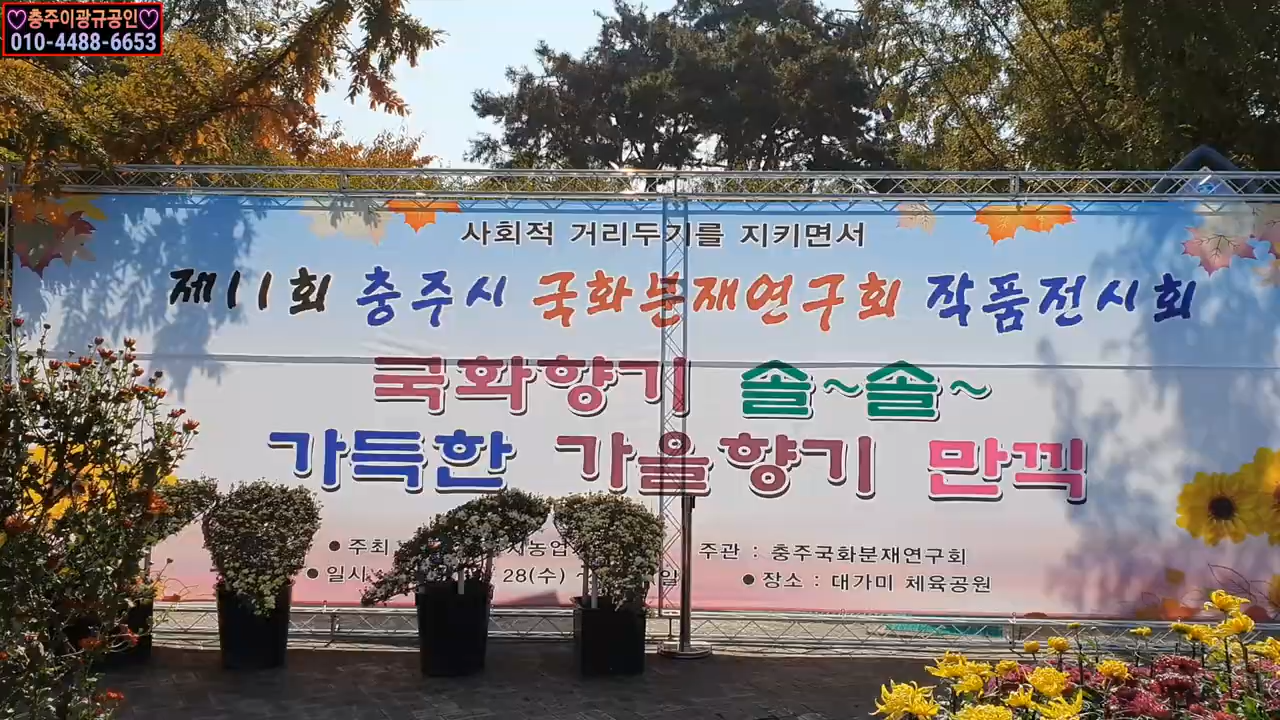 ♡충주이광규공인♡
010-4488-6653
사회적 거리두기를 지키면서
제11회 충주시 국화분재연구회 작품전시회
국화향기 솔~솔~
가득한 가을향기 만끽
● 주최 주관 : 충주국화분재연구회
● 일시 28(수) ~ 일 ● 장소 : 대가미 체육공원